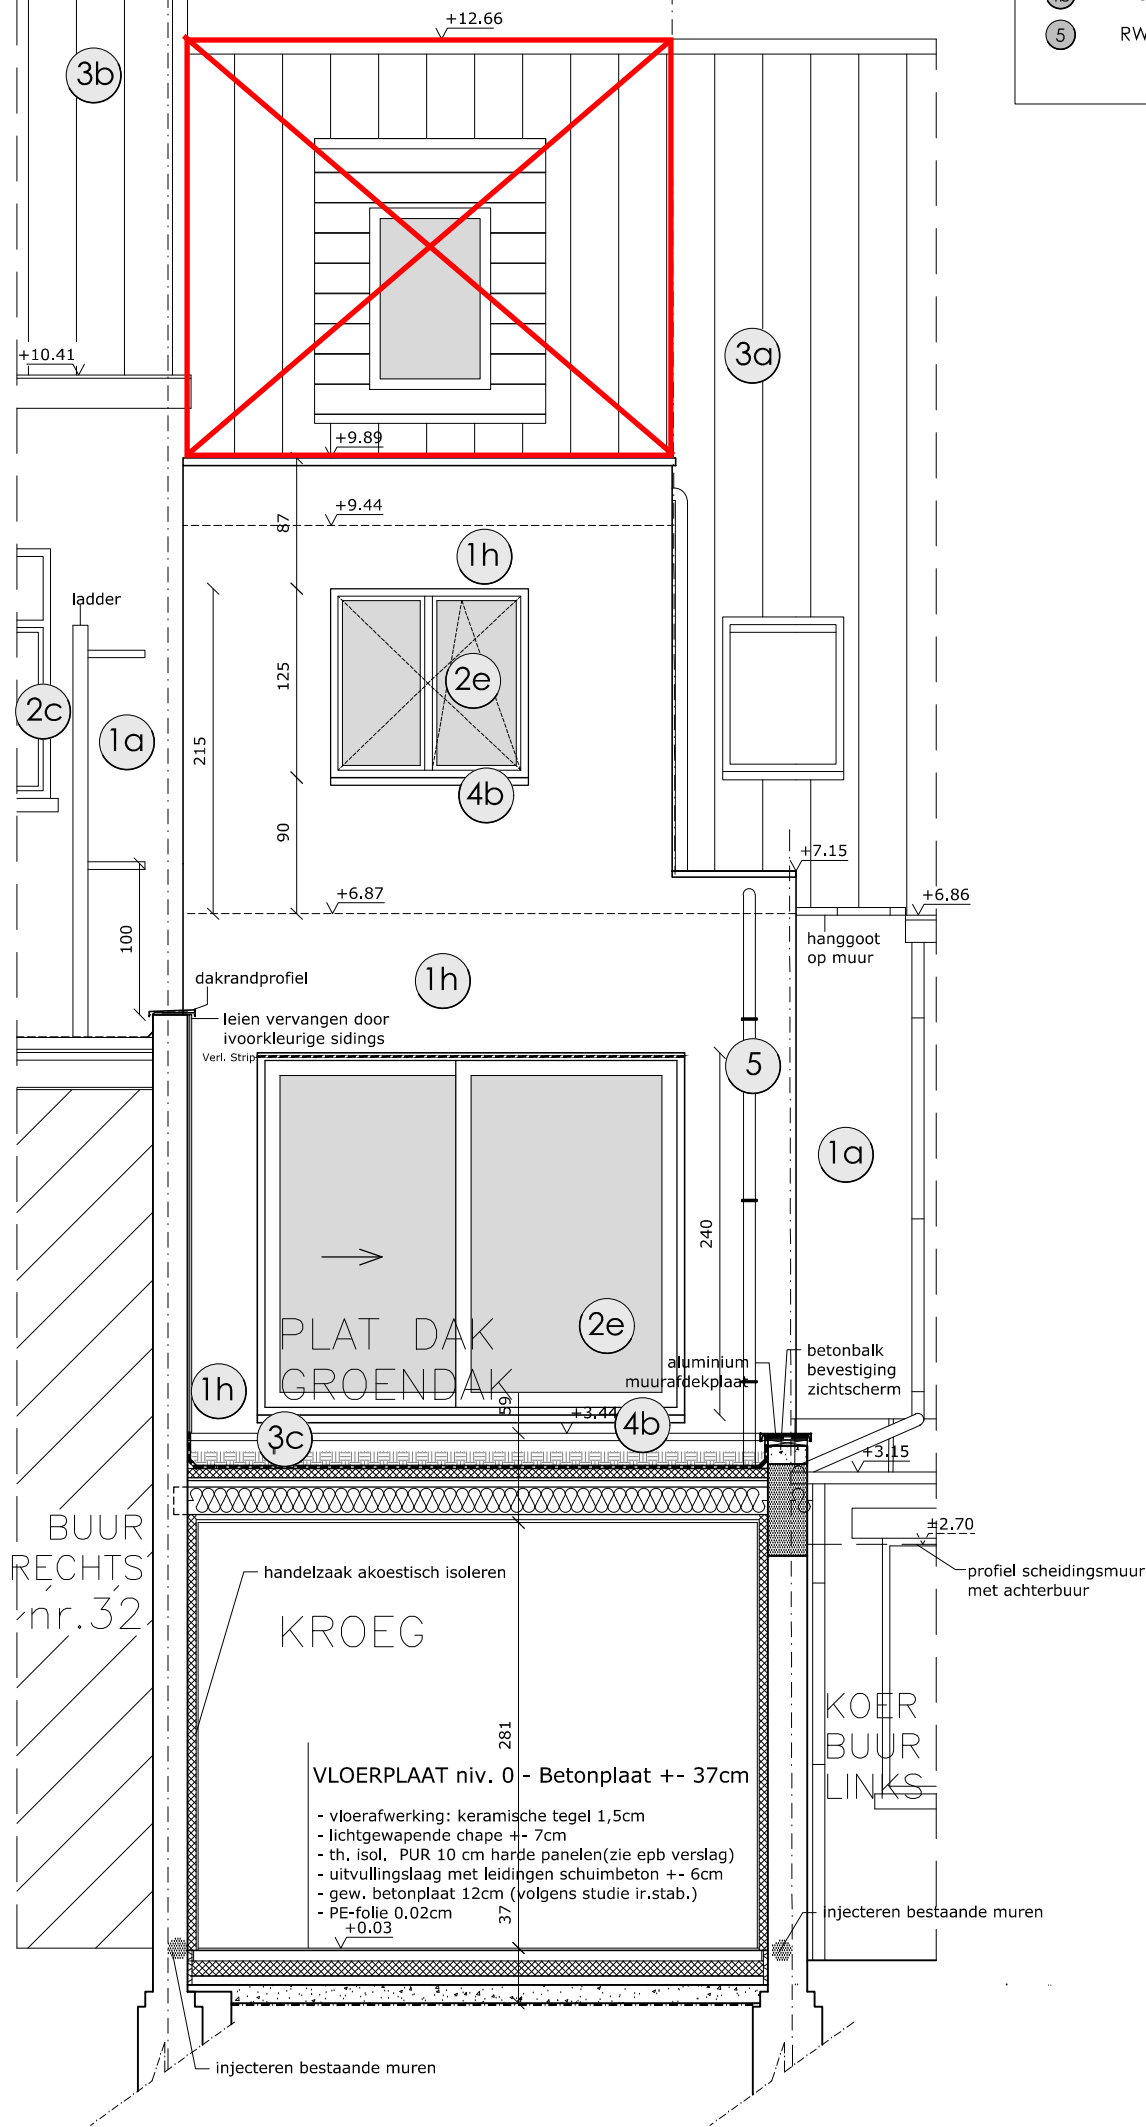 +12.66
5 RW
3b
3a
+10.41
+9.89
+9.44
87
1h
ladder
2c
1a
125
2e
215
4b
90
+7.15
+6.87
+6.86
100
hanggoot
op muur
dakrandprofiel
1h
leien vervangen door
ivoorkleurige sidings
Verl. Strip
5
1a
240
PLAT DAK
GROENDAK
2e
aluminium
muurafdekplaat
betonbalk
bevestiging
zichtscherm
1h
59
+3.44
4b
3c
+3.15
BUUR
RECHTS
nr.32
±2.70
handelzaak akoestisch isoleren
profiel scheidingsmuur
met achterbuur
KROEG
KOER
BUUR
LINKS
281
VLOERPLAAT niv. 0 - Betonplaat +- 37cm
- vloerafwerking: keramische tegel 1,5cm
- lichtgewapende chape +- 7cm
- th. isol. PUR 10 cm harde panelen(zie epb verslag)
- uitvullingslaag met leidingen schuimbeton +- 6cm
- gew. betonplaat 12cm (volgens studie ir.stab.)
- PE-folie 0.02cm
37
+0.03
injecteren bestaande muren
injecteren bestaande muren